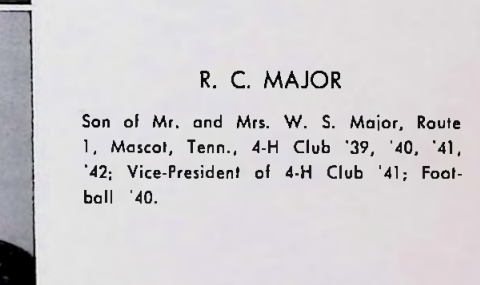 R. C. MAJOR
Son of Mr. and Mrs. W. S. Major, Route
1, Mascot, Tenn., 4-H Club '39, '40, '41,
'42; Vice-President of 4-H Club '41; Foot-
ball '40.